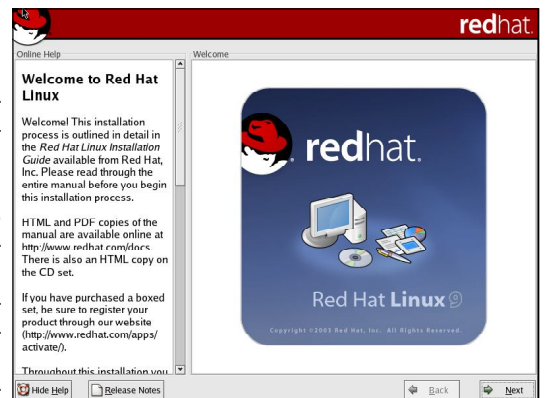 redhat.
Online Help
Welcome
Welcome to Red Hat
Linux
Welcome! This installation
process is outlined in detail in
the Red Hat Linux Installation
Guide available from Red Hat,
Inc. Please read through the
entire manual before you begin
this installation process.
HTML and PDF copies of the
manual are available online at
http://www.redhat.com/docs.
There is also an HTML copy on
the CD set.
If you have purchased a boxed
set, be sure to register your
product through our website
(http://www.redhat.com/apps/
activate/).
Throughout this installation you
redhat.
Red Hat Linux 9
Copyright ©2003 Red Hat, Inc. All Rights Reserved.
Hide Help
Release Notes
Back
Next